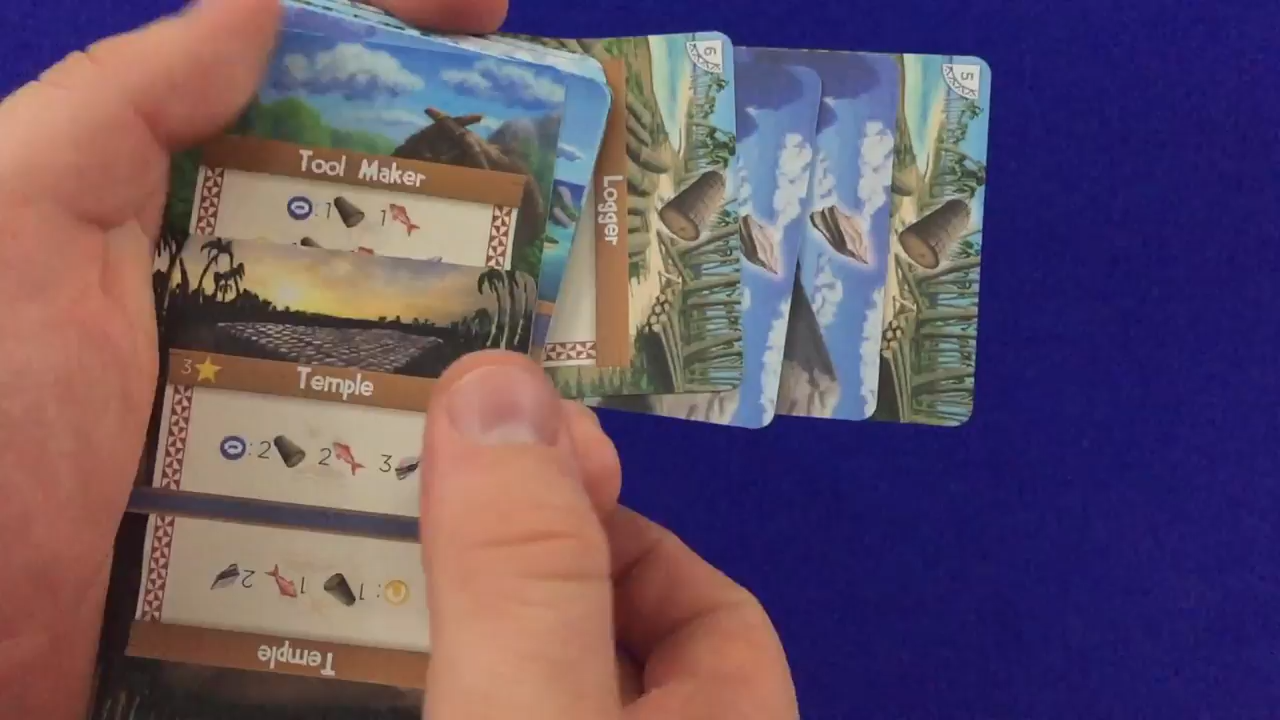 Tool Maker
: 1 1
3
Temple
: 2 2 3
2 1 1 :
Temple
Logger
6
5